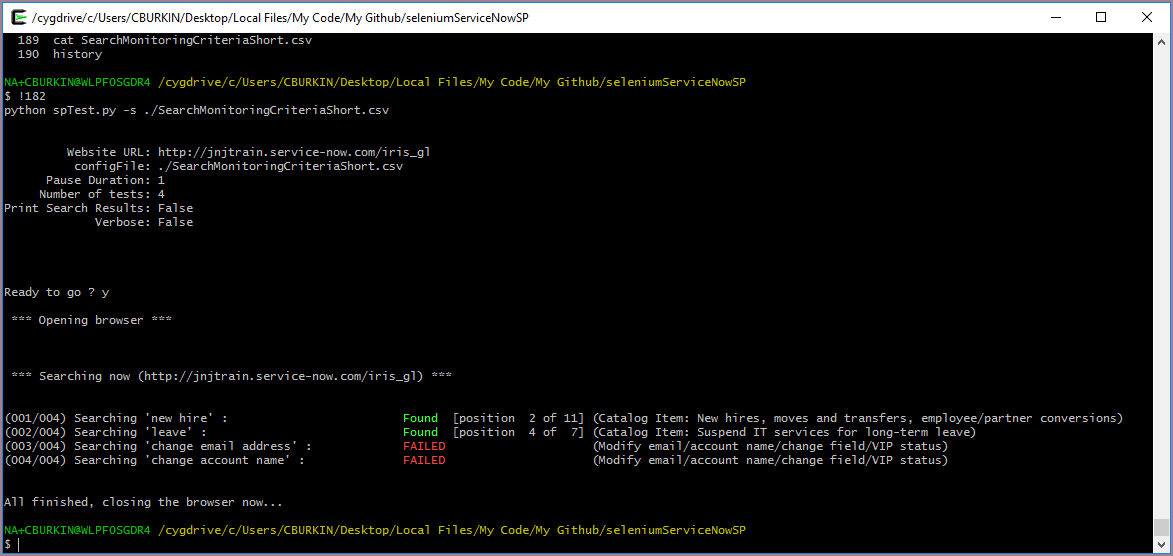 /cygdrive/c/Users/CBURKIN/Desktop/Local Files/My Code/My Github/seleniumServiceNowSP
189 cat SearchMonitoringCriteriaShort.csv
190 history
NA+CBURKIN@WLPFOSGDR4 /cygdrive/c/Users/CBURKIN/Desktop/Local Files/My Code/My Github/seleniumServiceNowSP
$ !182
python spTest.py -s ./SearchMonitoringCriteriaShort.csv
Website URL: http://jnjtrain.service-now.com/iris_gl
configFile: ./SearchMonitoringCriteriaShort.csv
Pause Duration: 1
Number of tests: 4
Print Search Results: False
Verbose: False
Ready to go ? y
*** Opening browser ***
*** Searching now (http://jnjtrain.service-now.com/iris_gl) ***
(001/004) Searching 'new hire' : Found [position 2 of 11] (Catalog Item: New hires, moves and transfers, employee/partner conversions)
(002/004) Searching 'leave' : Found [position 4 of 7] (Catalog Item: Suspend IT services for long-term leave)
(003/004) Searching 'change email address' : FAILED (Modify email/account name/change field/VIP status)
(004/004) Searching 'change account name' : FAILED (Modify email/account name/change field/VIP status)
All finished, closing the browser now...
NA+CBURKIN@WLPFOSGDR4 /cygdrive/c/Users/CBURKIN/Desktop/Local Files/My Code/My Github/seleniumServiceNowSP
$